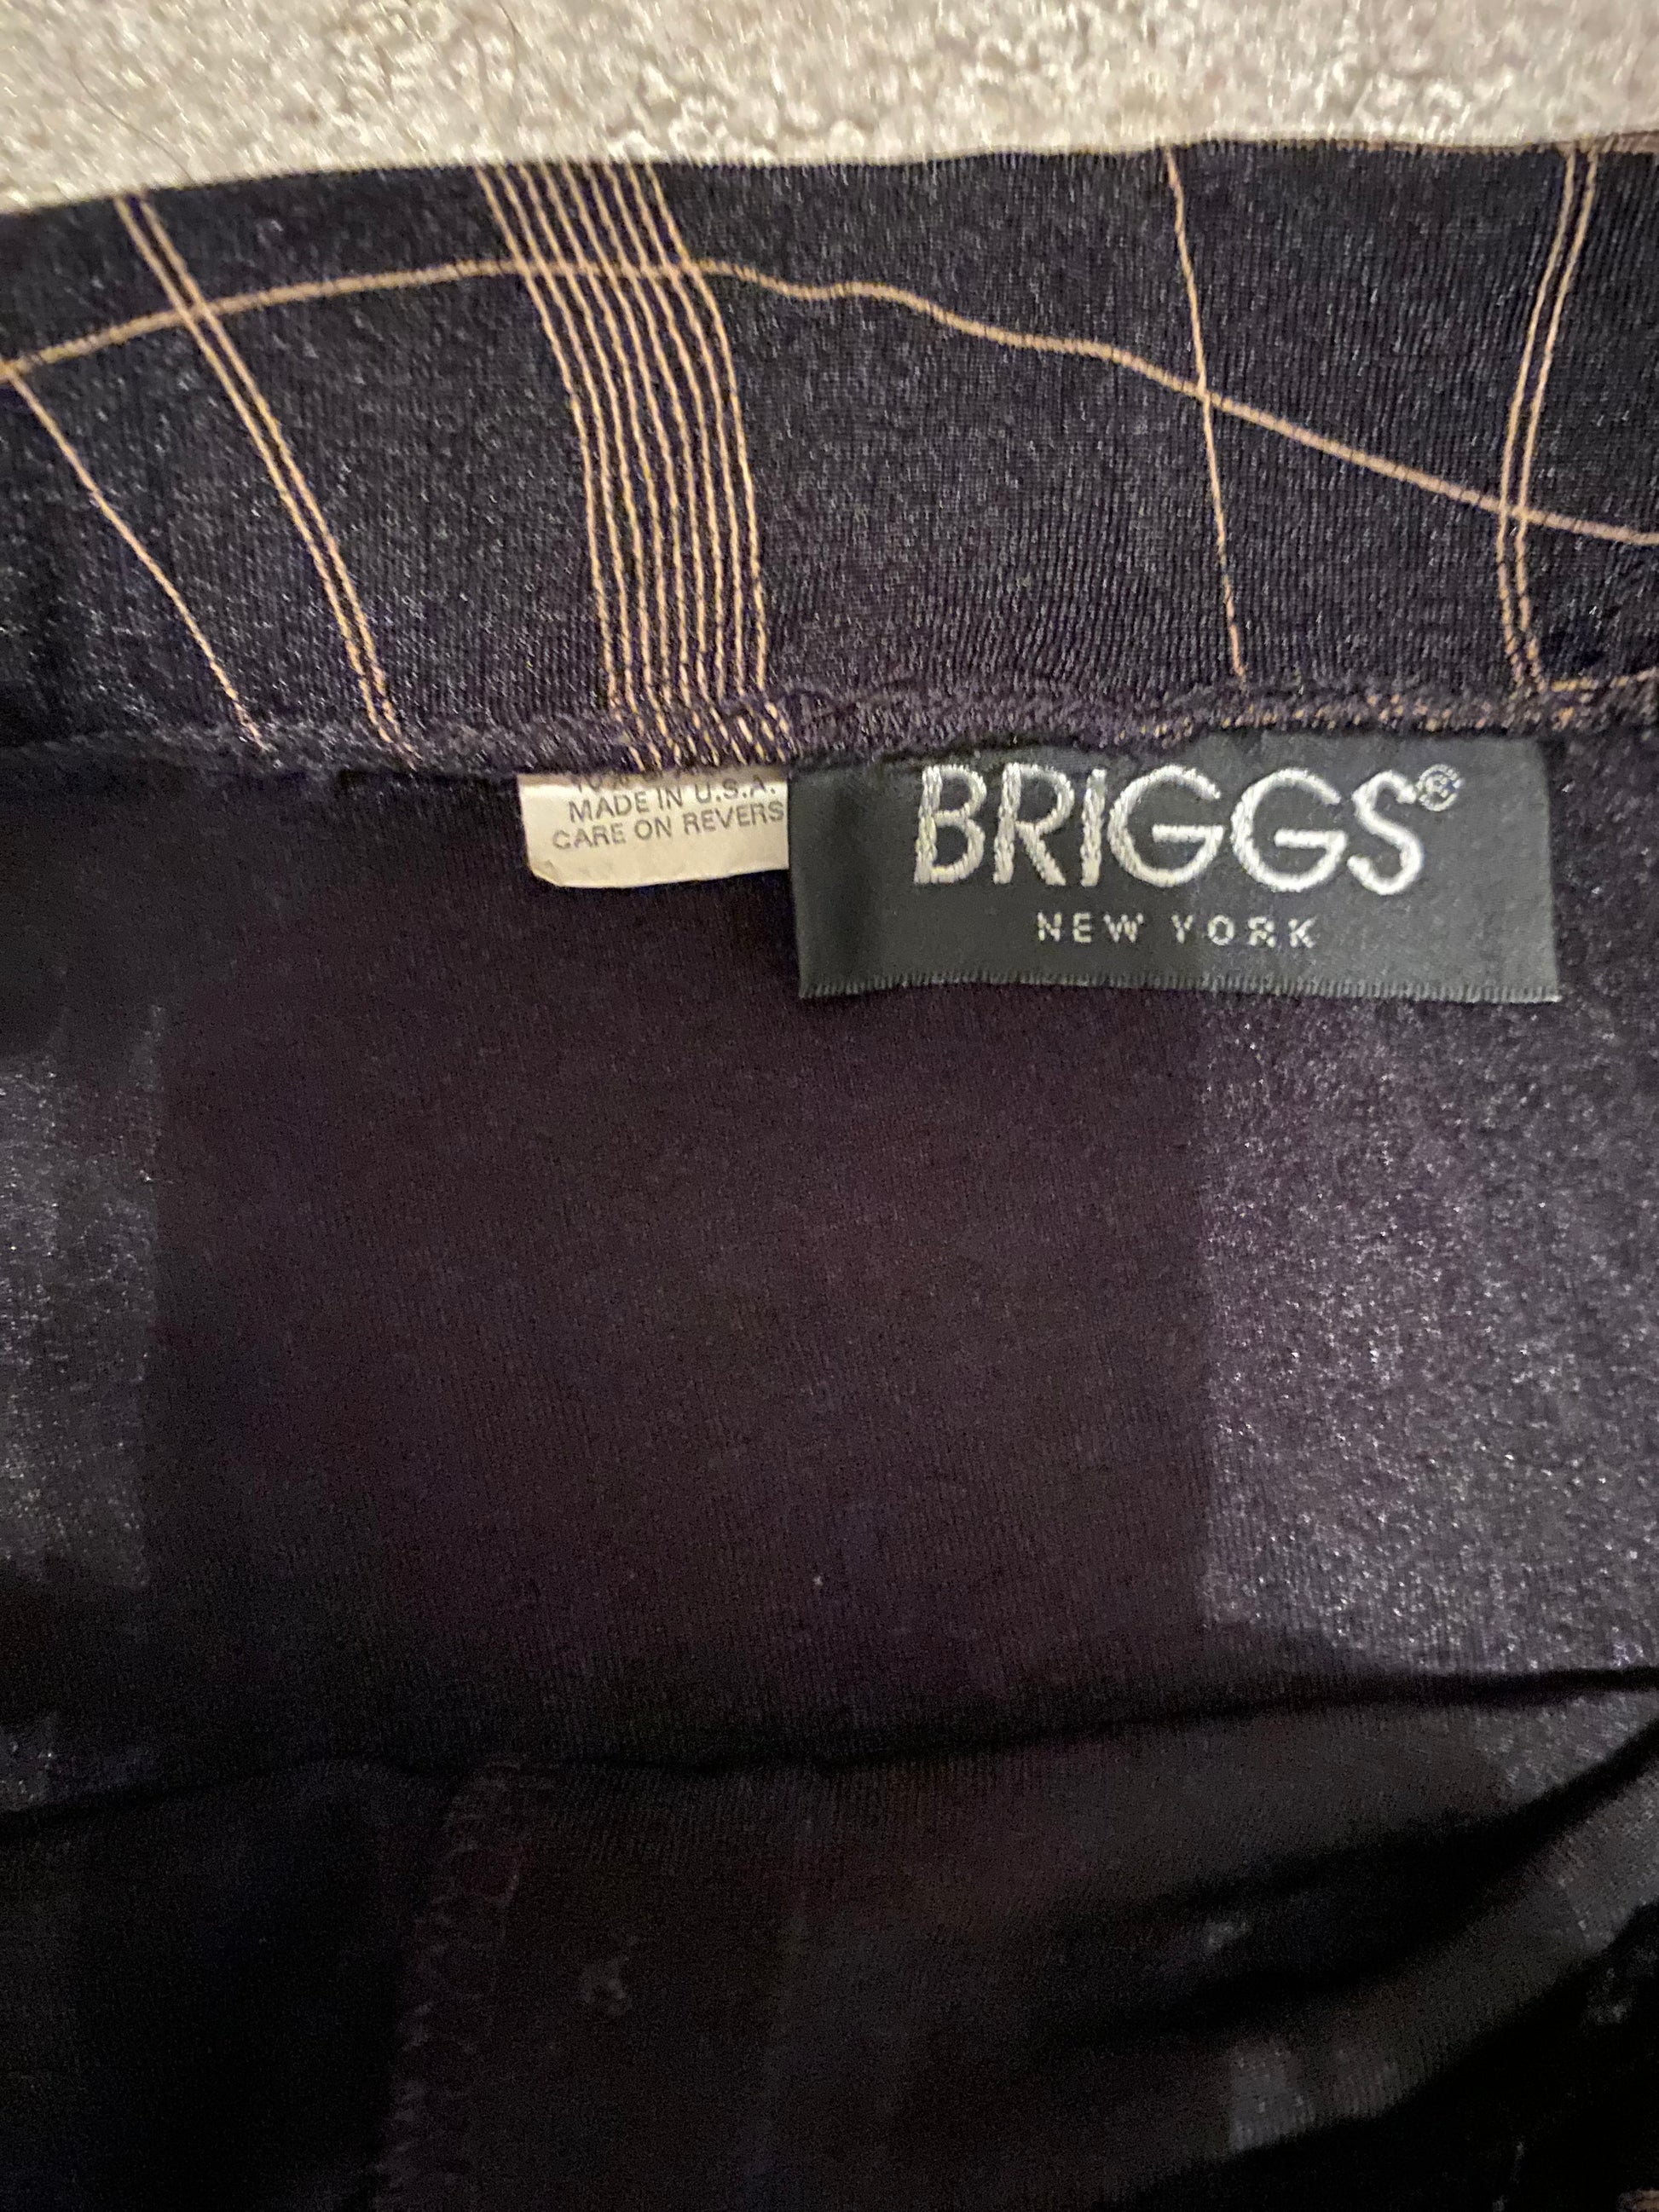 MADE IN U.S.A.
CARE ON REVERS
BRIGGS®
NEW YORK